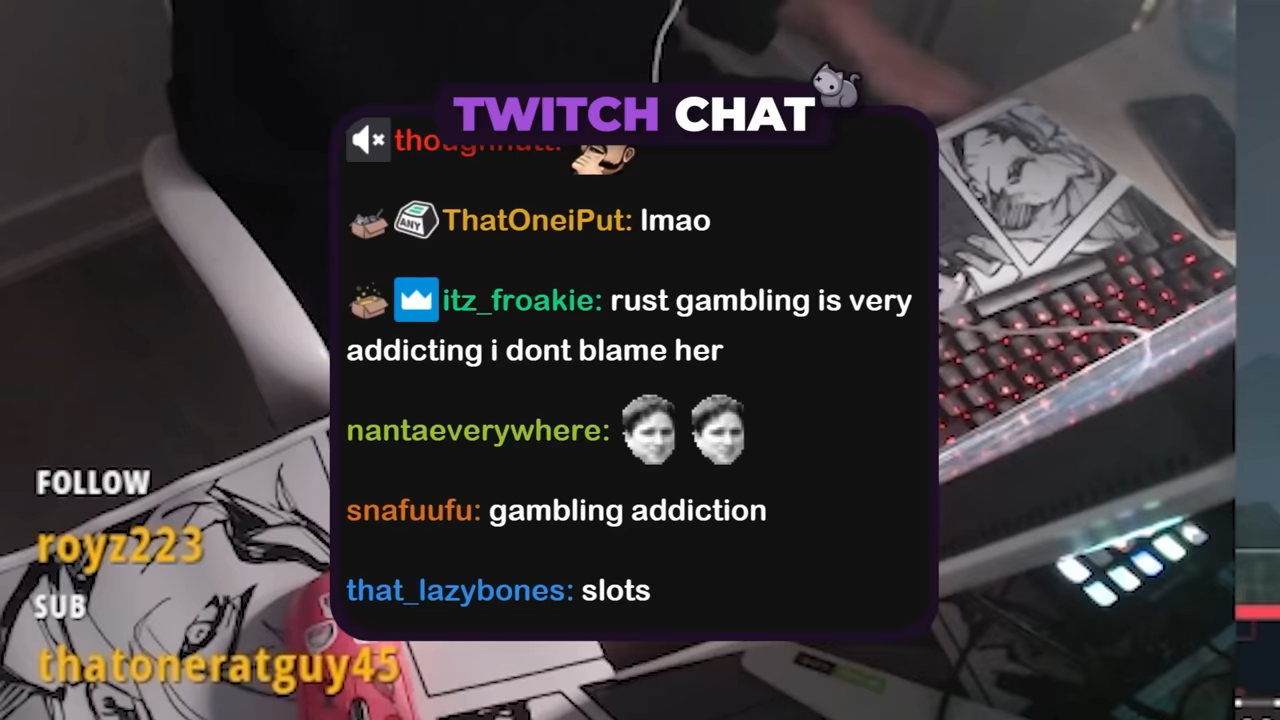 TWITCH CHAT
ThatOneiPut: lmao
itz_froakie: rust gambling is very
addicting i dont blame her
nantaeverywhere:
snafuufu: gambling addiction
that_lazybones: slots
FOLLOW
royz223
SUB
thatoneratguy45
ANY